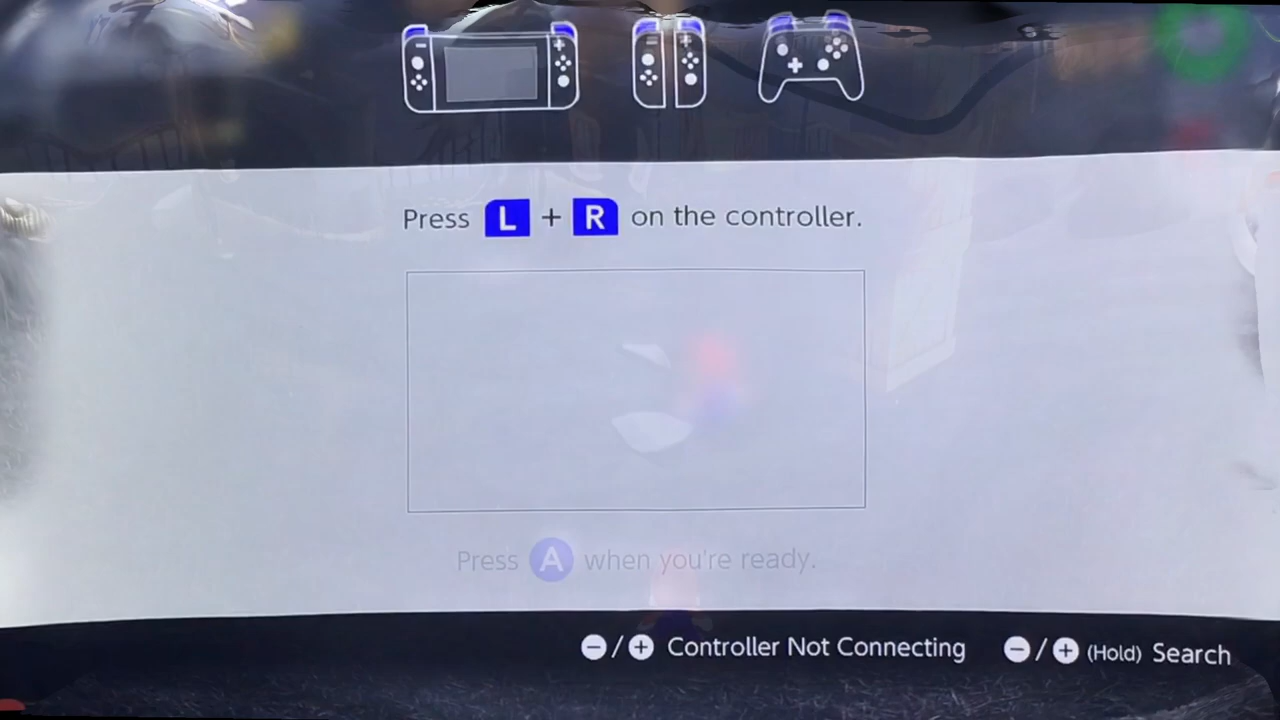 Press L + R on the controller.
Press A when you're ready.
−/+ Controller Not Connecting −/+ (Hold) Search